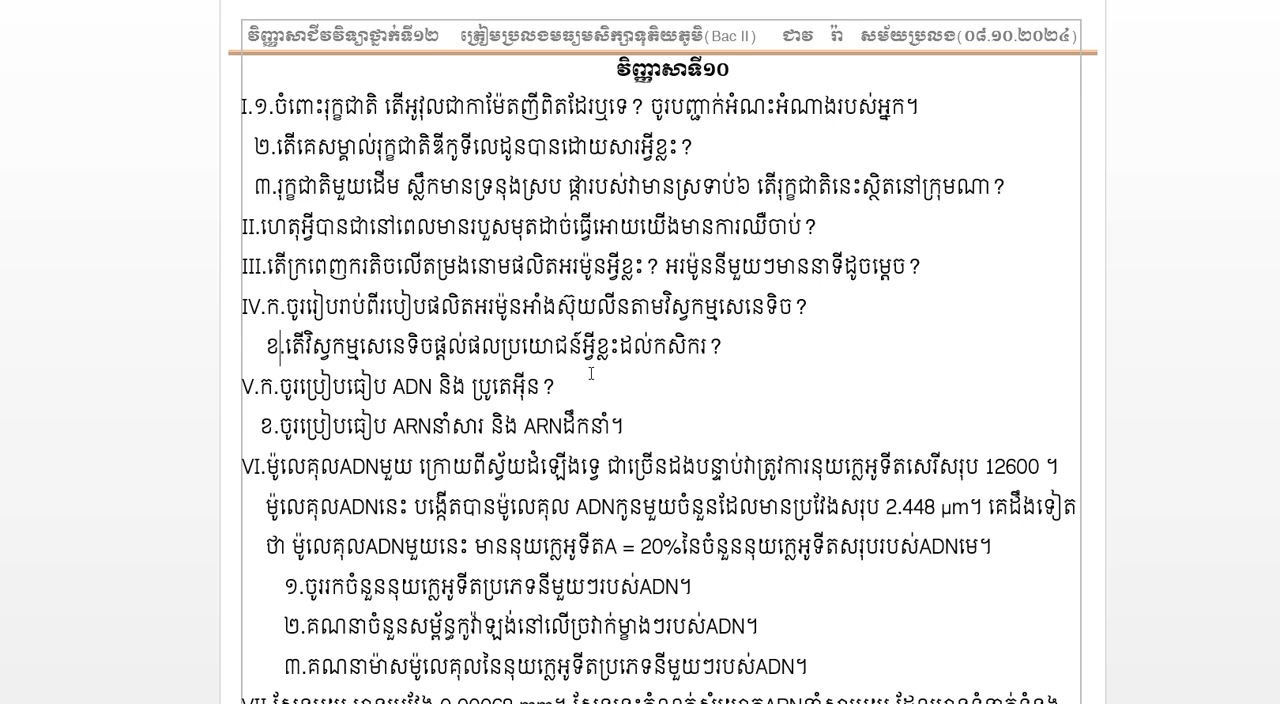 វិញ្ញាសាជីវវិទ្យាថ្នាក់ទី១២ ត្រៀមប្រលងមធ្យមសិក្សាទុតិយភូមិ(Bac II) ជាវ រ៉ា សម័យប្រលង(០៨.១០.២០២៤)
វិញ្ញាសាទី១០
I.១.ចំពោះរុក្ខជាតិ តើអូវុលជាកាម៉ែតញីពិតដែរឬទេ? ចូរបញ្ជាក់អំណះអំណាងរបស់អ្នក។
២.តើគេសម្គាល់រុក្ខជាតិឌីកូទីលេដូនបានដោយសារអ្វីខ្លះ?
៣.រុក្ខជាតិមួយដើម ស្លឹកមានទ្រនុងស្រប ផ្ការបស់វាមានស្រទាប់៦ តើរុក្ខជាតិនេះស្ថិតនៅក្រុមណា?
II.ហេតុអ្វីបានជានៅពេលមានរបួសមុតដាច់ធ្វើអោយយើងមានការឈឺចាប់?
III.តើក្រពេញករតិចលើតម្រងនោមផលិតអរម៉ូនអ្វីខ្លះ? អរម៉ូននីមួយៗមាននាទីដូចម្តេច?
IV.ក.ចូររៀបរាប់ពីរបៀបផលិតអរម៉ូនអាំងស៊ុយលីនតាមវិស្វកម្មសេនេទិច?
ខ.តើវិស្វកម្មសេនេទិចផ្តល់ផលប្រយោជន៍អ្វីខ្លះដល់កសិករ?
V.ក.ចូរប្រៀបធៀប ADN និង ប្រូតេអ៊ីន?
ខ.ចូរប្រៀបធៀប ARNនាំសារ និង ARNដឹកនាំ។
VI.ម៉ូលេគុលADNមួយ ក្រោយពីស្វ័យដំឡើងទ្វេ ជាច្រើនដងបន្ទាប់វាត្រូវការនុយក្លេអូទីតសេរីសរុប 12600 ។
ម៉ូលេគុលADNនេះ បង្កើតបានម៉ូលេគុល ADNកូនមួយចំនួនដែលមានប្រវែងសរុប 2.448 µm។ គេដឹងទៀត
ថា ម៉ូលេគុលADNមួយនេះ មាននុយក្លេអូទីតA = 20%នៃចំនួននុយក្លេអូទីតសរុបរបស់ADNមេ។
១.ចូររកចំនួននុយក្លេអូទីតប្រភេទនីមួយៗរបស់ADN។
២.គណនាចំនួនសម្ព័ន្ធកូវ៉ាឡង់នៅលើច្រវាក់ម្ខាងៗរបស់ADN។
៣.គណនាម៉ាសម៉ូលេគុលនៃនុយក្លេអូទីតប្រភេទនីមួយៗរបស់ADN។